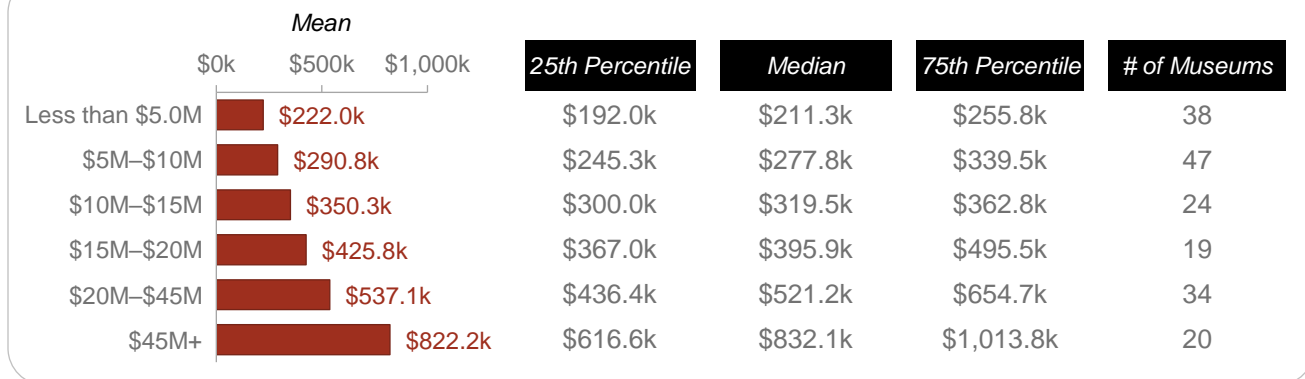 Mean
$0k $500k $1,000k 25th Percentile Median 75th Percentile # of Museums
Less than $5.0M $222.0k $192.0k $211.3k $255.8k 38
$5M–$10M $290.8k $245.3k $277.8k $339.5k 47
$10M–$15M $350.3k $300.0k $319.5k $362.8k 24
$15M–$20M $425.8k $367.0k $395.9k $495.5k 19
$20M–$45M $537.1k $436.4k $521.2k $654.7k 34
$45M+ $822.2k $616.6k $832.1k $1,013.8k 20